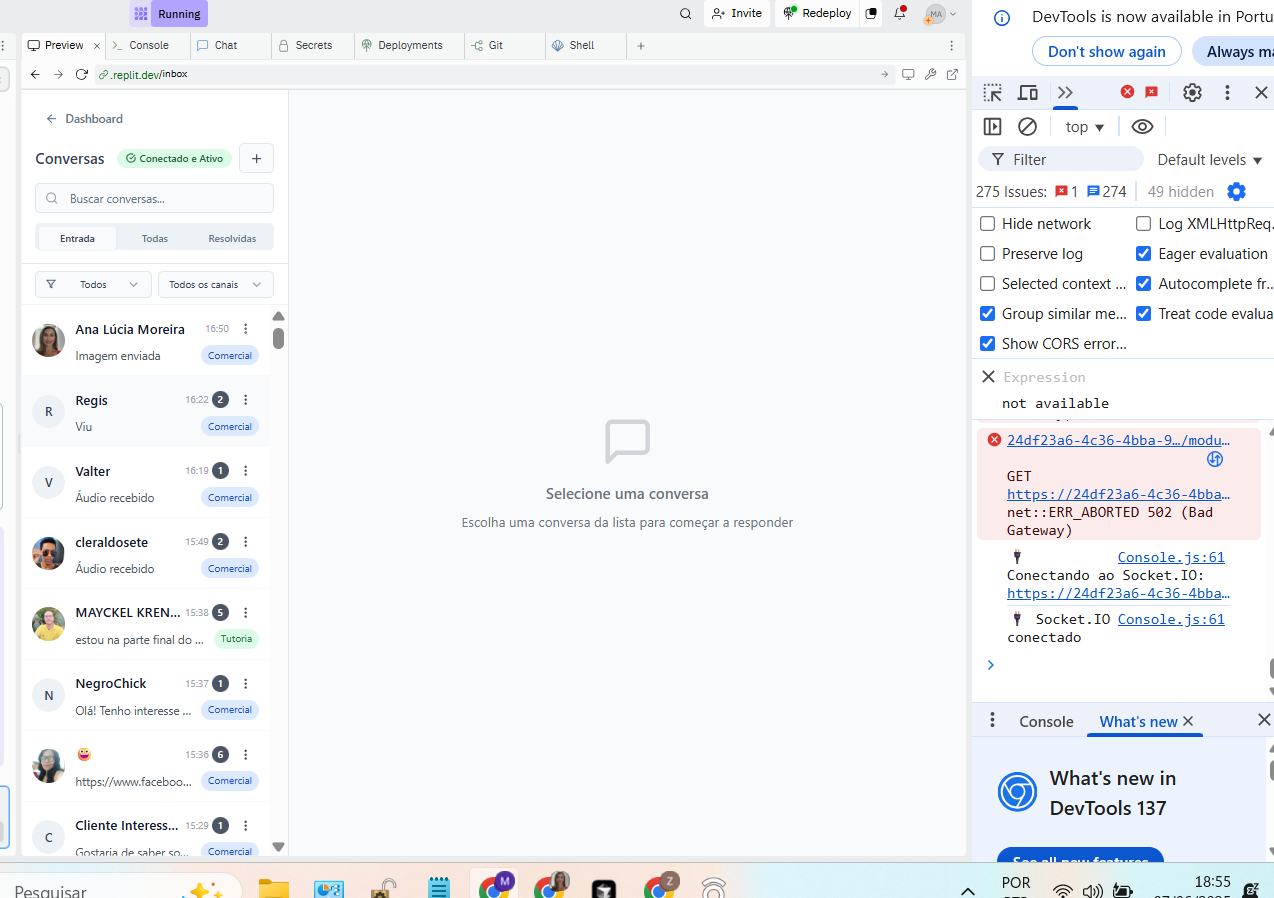 Running
Invite
Redeploy
MA
DevTools is now available in Portu
Don't show again
Always ma
Preview
Console
Chat
Secrets
Deployments
Git
Shell
.replit.dev/inbox
Dashboard
Conversas
Conectado e Ativo
Buscar conversas...
Entrada
Todas
Resolvidas
Todos
Todos os canais
Ana Lúcia Moreira
16:50
Imagem enviada
Comercial
R
Regis
16:22
2
Viu
Comercial
V
Valter
16:19
1
Áudio recebido
Comercial
cleraldosete
15:49
2
Áudio recebido
Comercial
MAYCKEL KREN...
15:38
5
estou na parte final do ...
Tutoria
N
NegroChick
15:37
1
Olá! Tenho interesse ...
Comercial
15:36
6
https://www.faceboo...
Comercial
C
Cliente Interess...
15:29
1
Gostaria de saber so...
Comercial
Selecione uma conversa
Escolha uma conversa da lista para começar a responder
top
Filter
Default levels
275 Issues:
1
274
49 hidden
Hide network
Log XMLHttpReq.
Preserve log
Eager evaluation
Selected context ...
Autocomplete fr...
Group similar me...
Treat code evalua
Show CORS error...
Expression
not available
24df23a6-4c36-4bba-9…/modu…
GET
https://24df23a6-4c36-4bba…
net::ERR_ABORTED 502 (Bad
Gateway)
Console.js:61
Conectando ao Socket.IO:
https://24df23a6-4c36-4bba…
Socket.IO
Console.js:61
conectado
Console
What's new
What's new in
DevTools 137
See all new features
Pesquisar
M
Z
POR
18:55